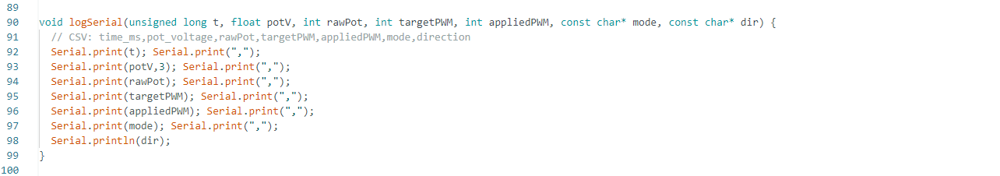 89
90 void logSerial(unsigned long t, float potV, int rawPot, int targetPWM, int appliedPWM, const char* mode, const char* dir) {
91 // CSV: time_ms,pot_voltage,rawPot,targetPWM,appliedPWM,mode,direction
92 Serial.print(t); Serial.print(",");
93 Serial.print(potV,3); Serial.print(",");
94 Serial.print(rawPot); Serial.print(",");
95 Serial.print(targetPWM); Serial.print(",");
96 Serial.print(appliedPWM); Serial.print(",");
97 Serial.print(mode); Serial.print(",");
98 Serial.println(dir);
99 }
100